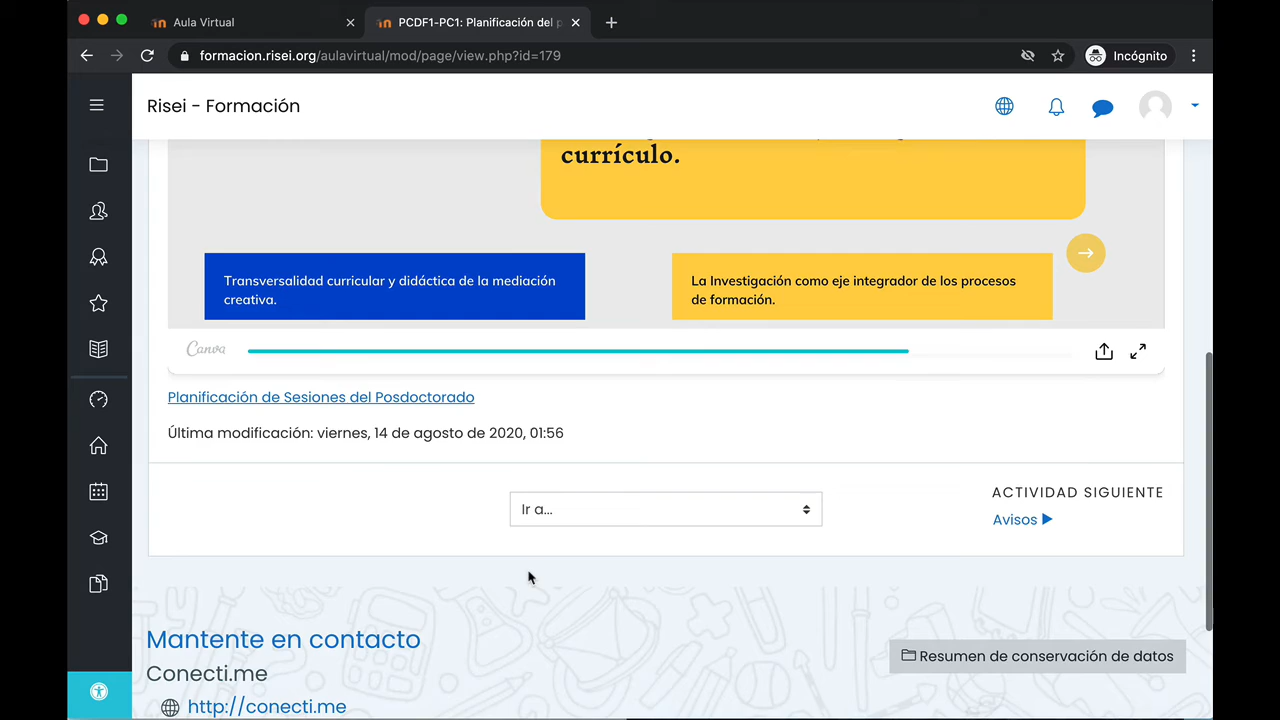 Aula Virtual
PCDF1-PC1: Planificación del p
formacion.risei.org/aulavirtual/mod/page/view.php?id=179
Incógnito
Risei - Formación
currículo.
Transversalidad curricular y didáctica de la mediación
creativa.
La Investigación como eje integrador de los procesos
de formación.
Canva
Planificación de Sesiones del Posdoctorado
Última modificación: viernes, 14 de agosto de 2020, 01:56
Ir a...
ACTIVIDAD SIGUIENTE
Avisos
Mantente en contacto
Conecti.me
http://conecti.me
Resumen de conservación de datos